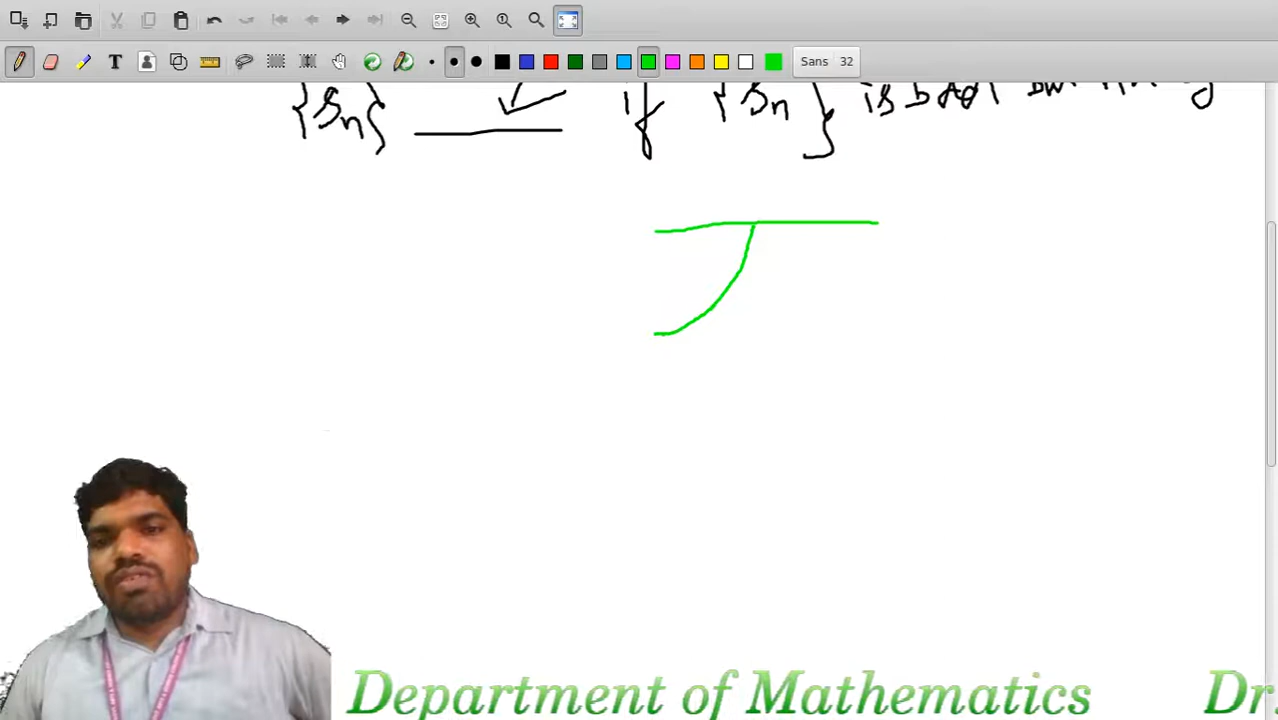 Sans 32
{Sₙ} if {Sₙ} is
Department of Mathematics Dr.